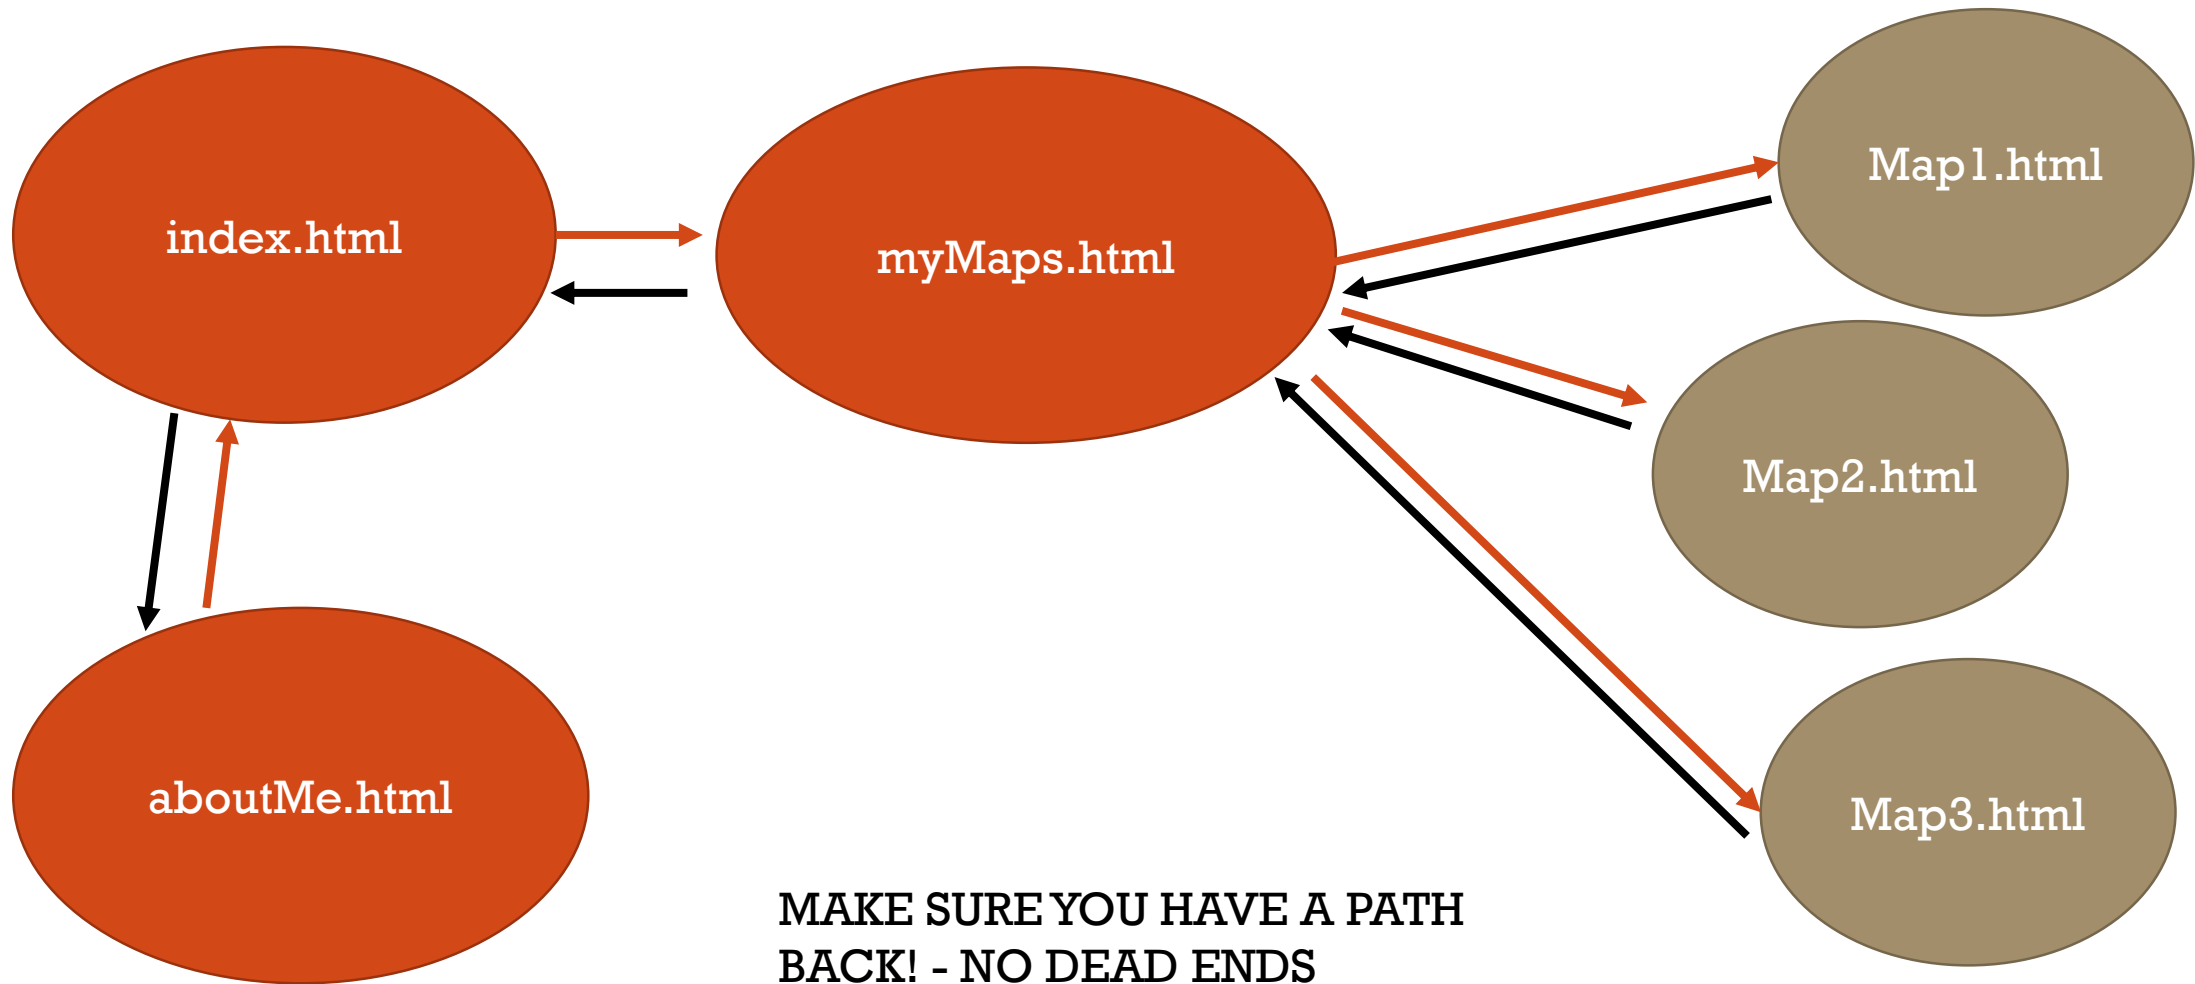 index.html
myMaps.html
Map1.html
Map2.html
aboutMe.html
Map3.html
MAKE SURE YOU HAVE A PATH
BACK! - NO DEAD ENDS